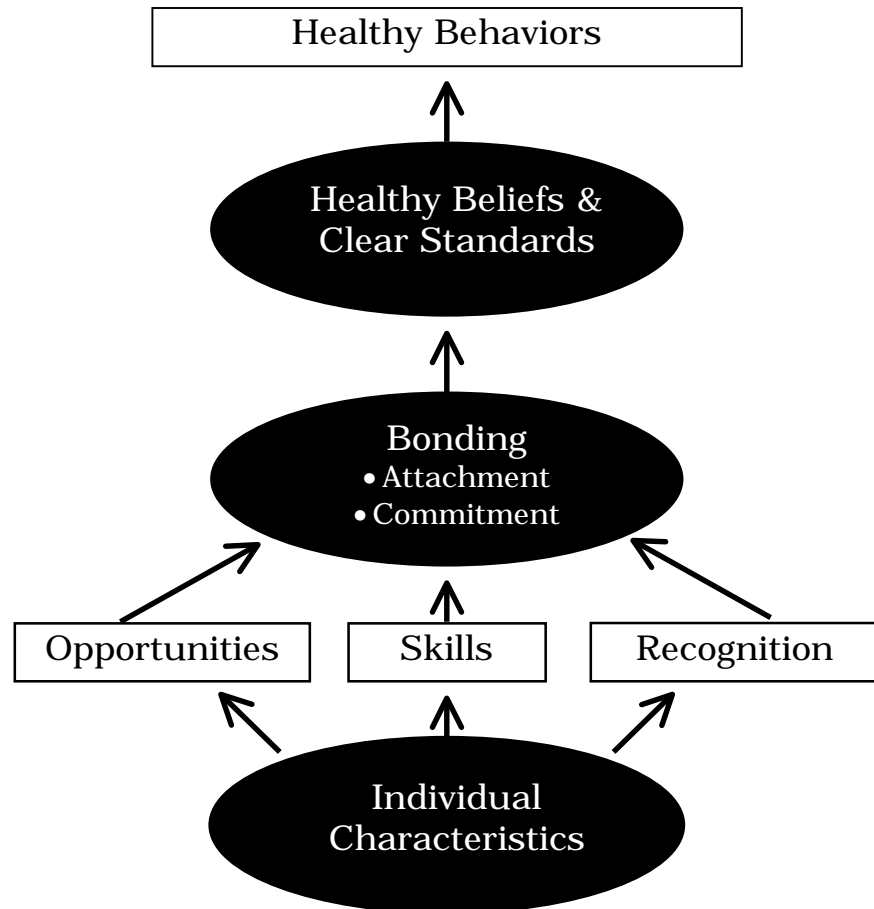 Healthy Behaviors
Healthy Beliefs &
Clear Standards
Bonding
• Attachment
• Commitment
Opportunities
Skills
Recognition
Individual
Characteristics